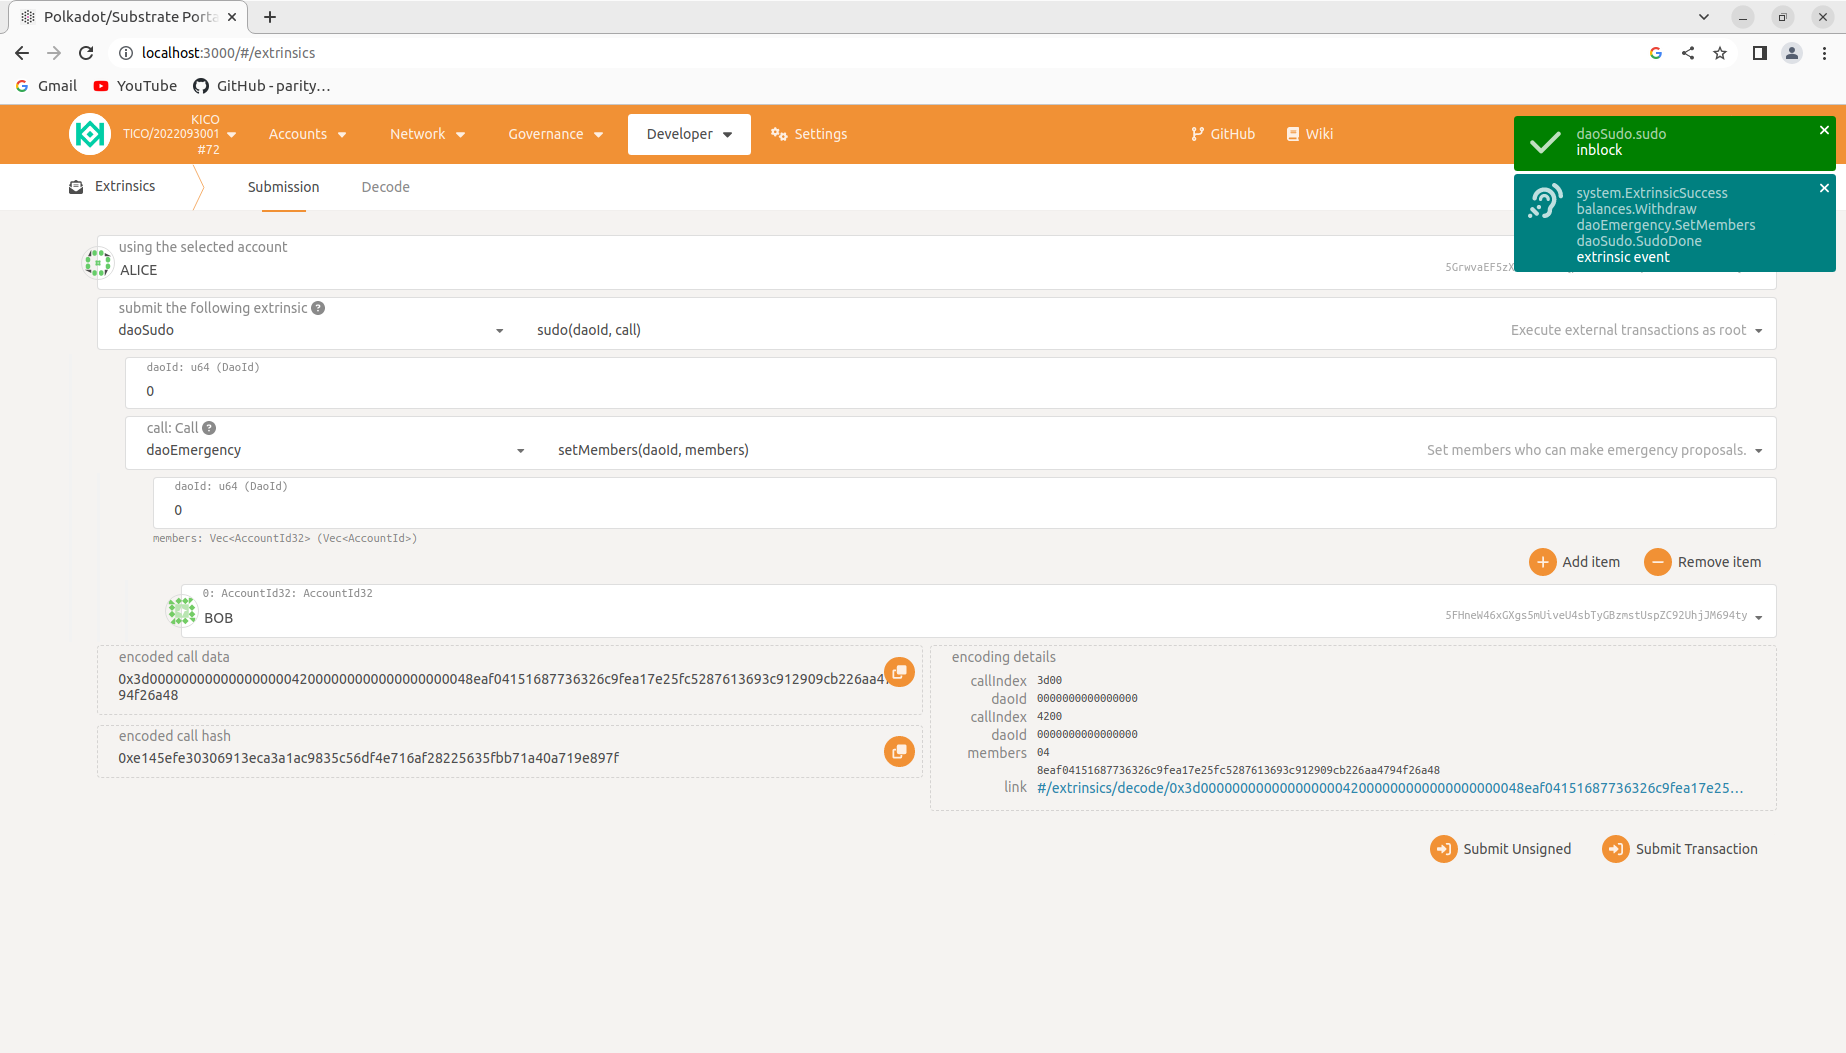 Polkadot/Substrate Porta
localhost:3000/#/extrinsics
Gmail
YouTube
GitHub - parity...
KICO
TICO/2022093001
#72
Accounts
Network
Governance
Developer
Settings
GitHub
Wiki
daoSudo.sudo
inblock
system.ExtrinsicSuccess
balances.Withdraw
daoEmergency.SetMembers
daoSudo.SudoDone
extrinsic event
Extrinsics
Submission
Decode
using the selected account
ALICE
5GrwvaEF5zX
submit the following extrinsic
daoSudo
sudo(daoId, call)
Execute external transactions as root
daoId: u64 (DaoId)
0
call: Call
daoEmergency
setMembers(daoId, members)
Set members who can make emergency proposals.
daoId: u64 (DaoId)
0
members: Vec<AccountId32> (Vec<AccountId>)
Add item
Remove item
0: AccountId32: AccountId32
BOB
5FHneW46xGXgs5mUiveU4sbTyGBzmstUspZC92UhjJM694ty
encoded call data
0x3d00000000000000000042000000000000000000048eaf04151687736326c9fea17e25fc5287613693c912909cb226aa47
94f26a48
encoded call hash
0xe145efe30306913eca3a1ac9835c56df4e716af28225635fbb71a40a719e897f
encoding details
callIndex 3d00
daoId 0000000000000000
callIndex 4200
daoId 0000000000000000
members 04
8eaf04151687736326c9fea17e25fc5287613693c912909cb226aa4794f26a48
link #/extrinsics/decode/0x3d00000000000000000042000000000000000000048eaf04151687736326c9fea17e25...
Submit Unsigned
Submit Transaction